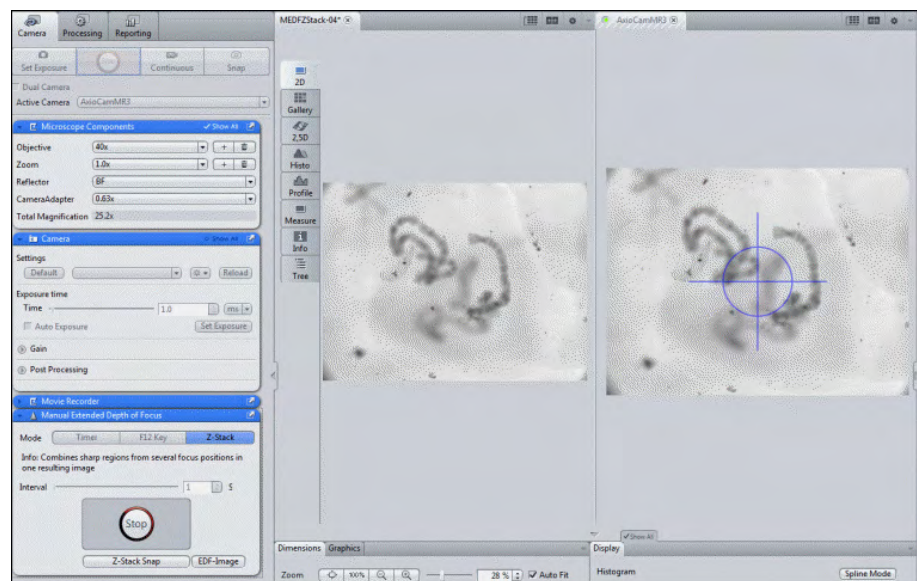 Camera Processing Reporting
Set Exposure Continuous Snap
Dual Camera
Active Camera AxioCamMR3
Microscope Components Show All
Objective 40x
Zoom 1.0x
Reflector BF
CameraAdapter 0.63x
Total Magnification 25.2x
Camera Show All
Settings
Default Reload
Exposure time
Time 1.0 ms
Auto Exposure Set Exposure
Gain
Post Processing
Movie Recorder
Manual Extended Depth of Focus
Mode Timer F12 Key Z-Stack
Info: Combines sharp regions from several focus positions in
one resulting image
Interval 1 S
Stop
Z-Stack Snap EDF-Image
MEDFZStack-04*
2D
Gallery
2,5D
Histo
Profile
Measure
Info
Tree
Dimensions Graphics
Zoom 100% 28 % Auto Fit
AxioCamMR3
Show All
Display
Histogram Spline Mode